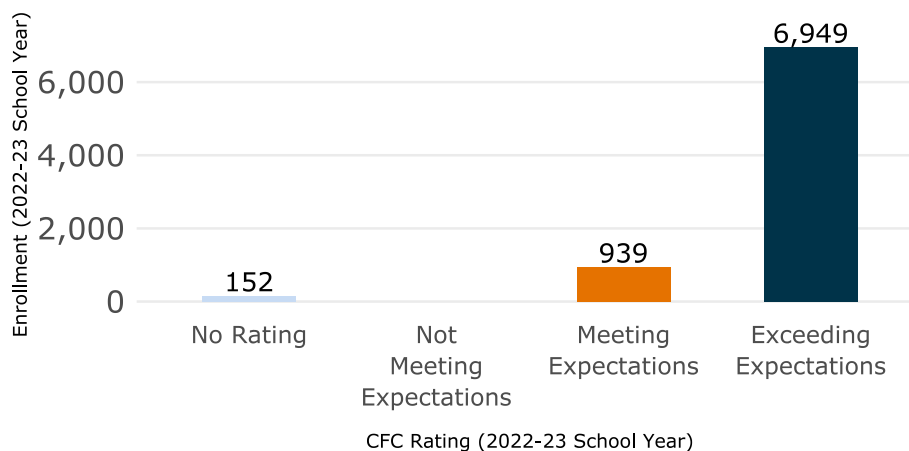 Enrollment (2022-23 School Year)
6,000
4,000
2,000
0
152
939
6,949
No Rating
Not
Meeting
Expectations
Meeting
Expectations
Exceeding
Expectations
CFC Rating (2022-23 School Year)